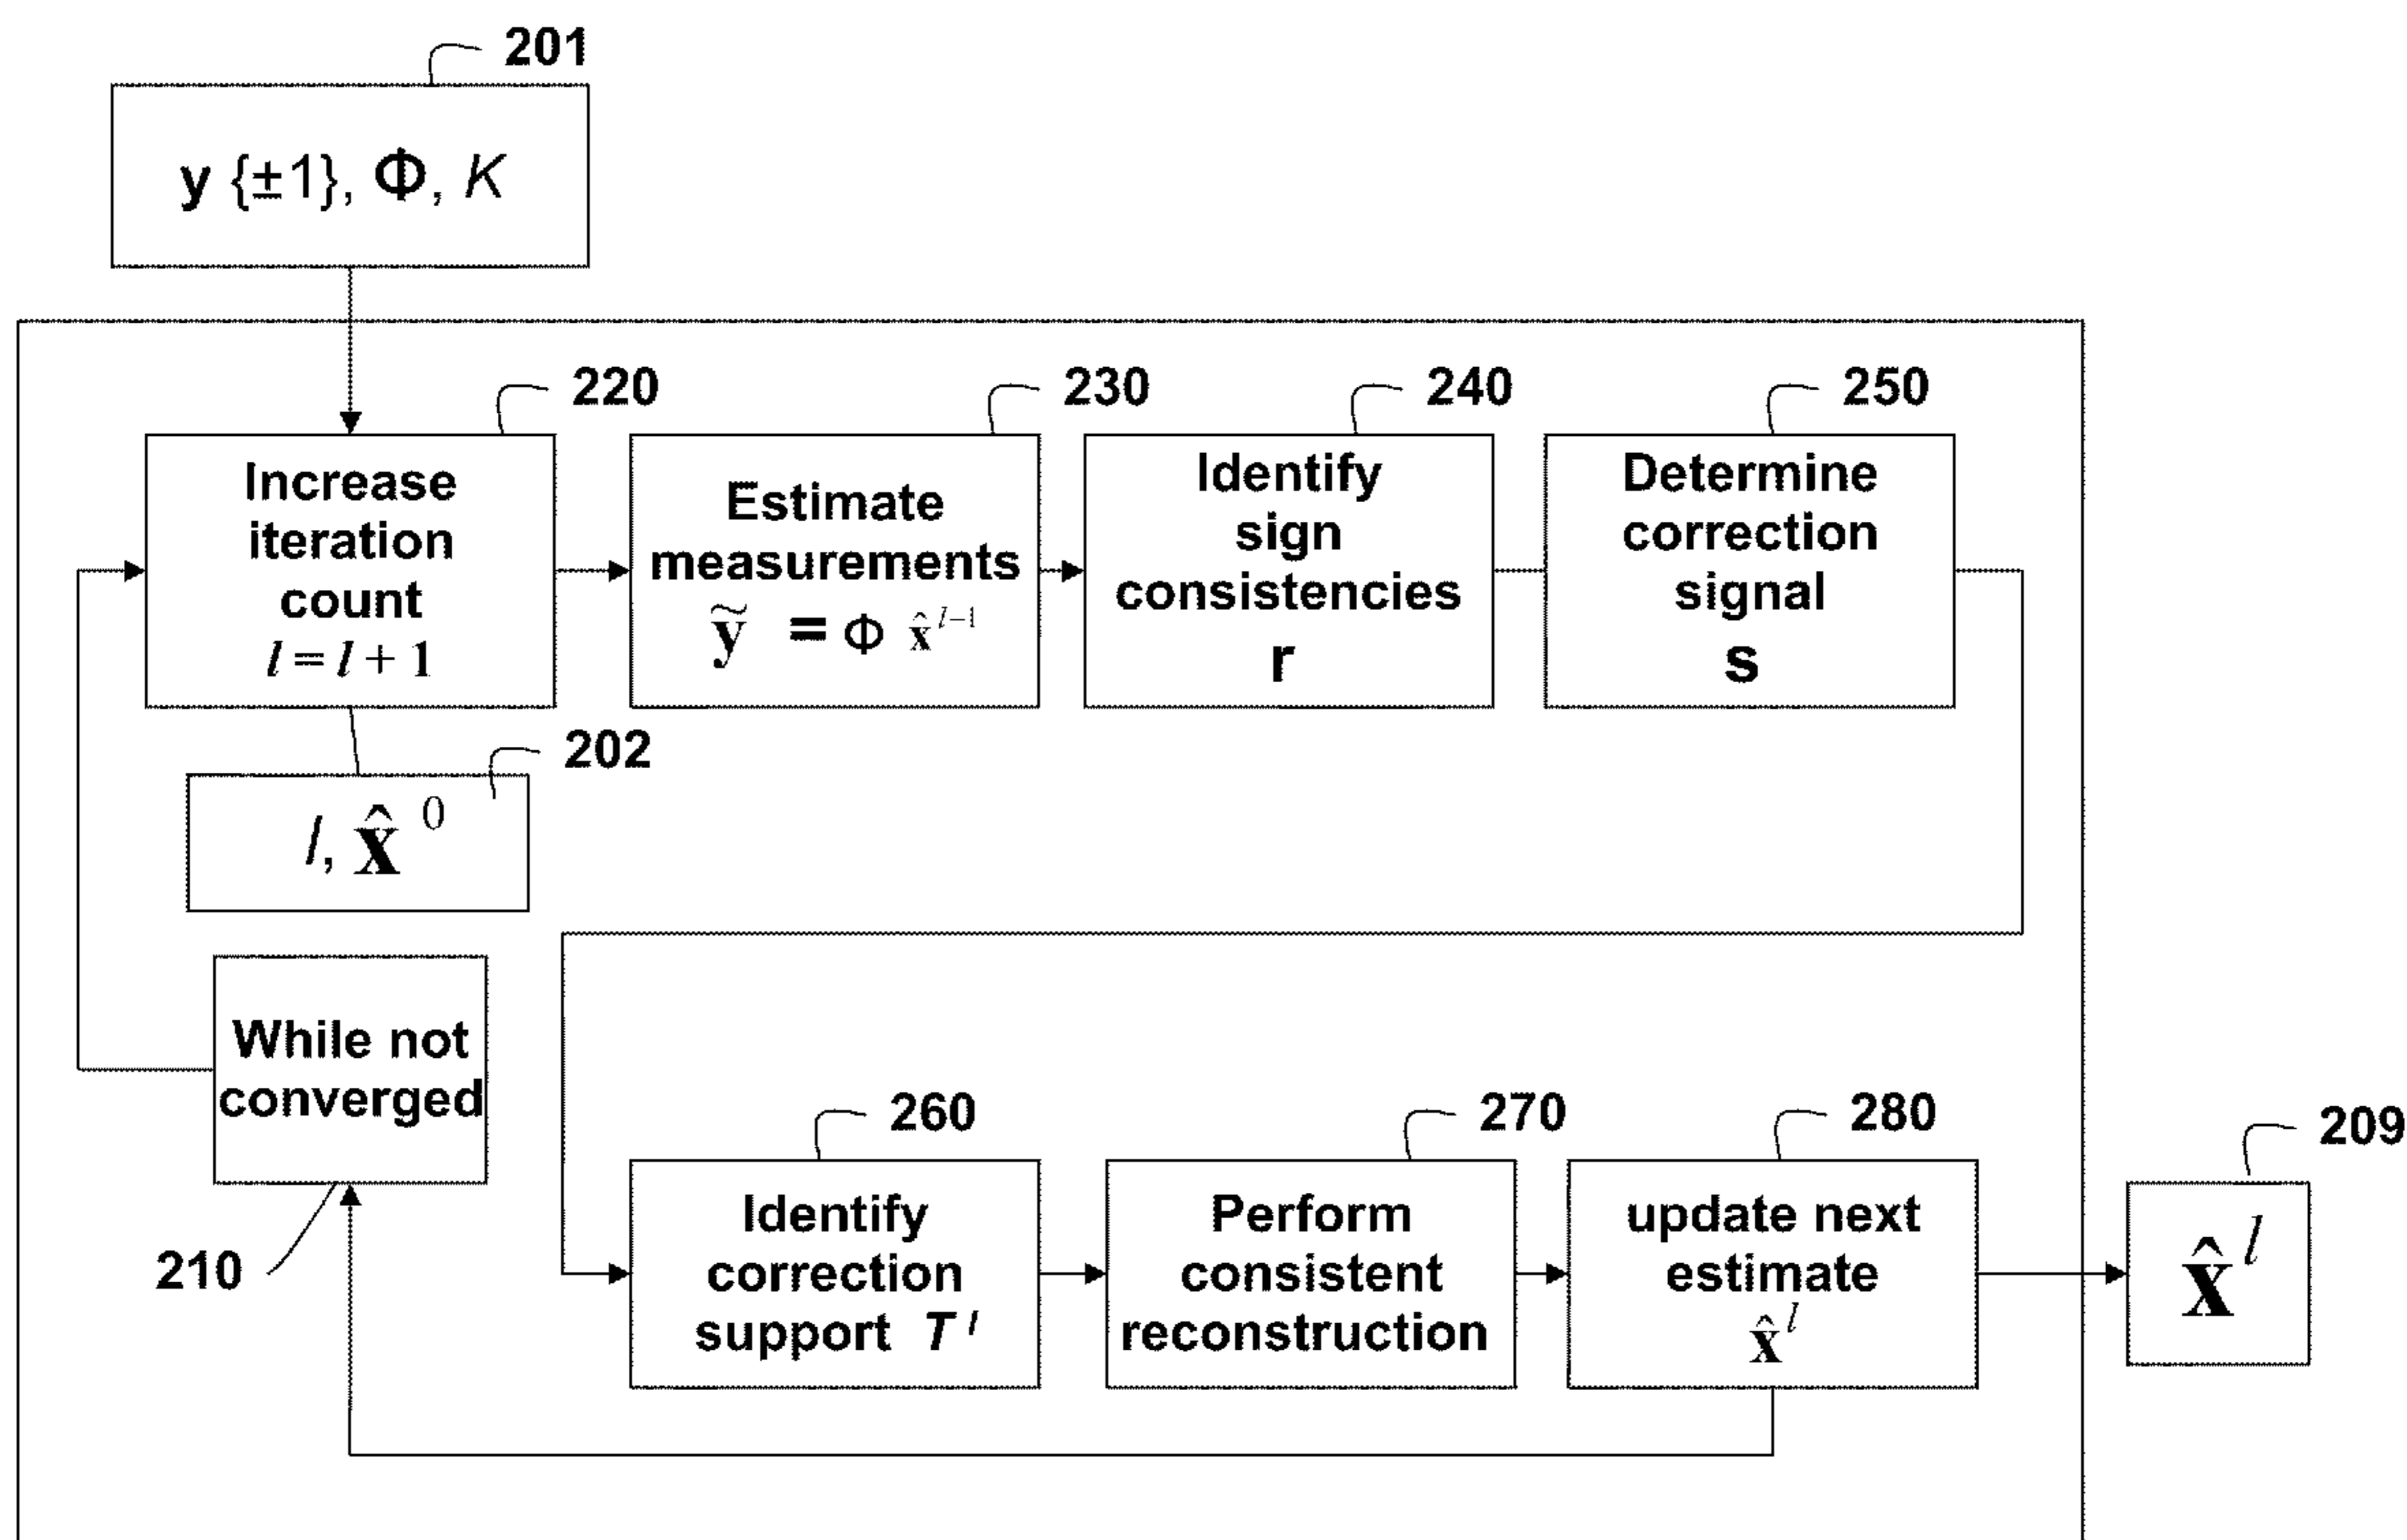 201
y {±1}, Φ, K
220
230
240
250
Increase
iteration
count
l = l + 1
Estimate
measurements
ỹ = Φ x̂^{l-1}
Identify
sign
consistencies
r
Determine
correction
signal
s
202
l, x̂^0
While not
converged
210
260
270
280
209
Identify
correction
support T^l
Perform
consistent
reconstruction
update next
estimate
x̂^l
x̂^l